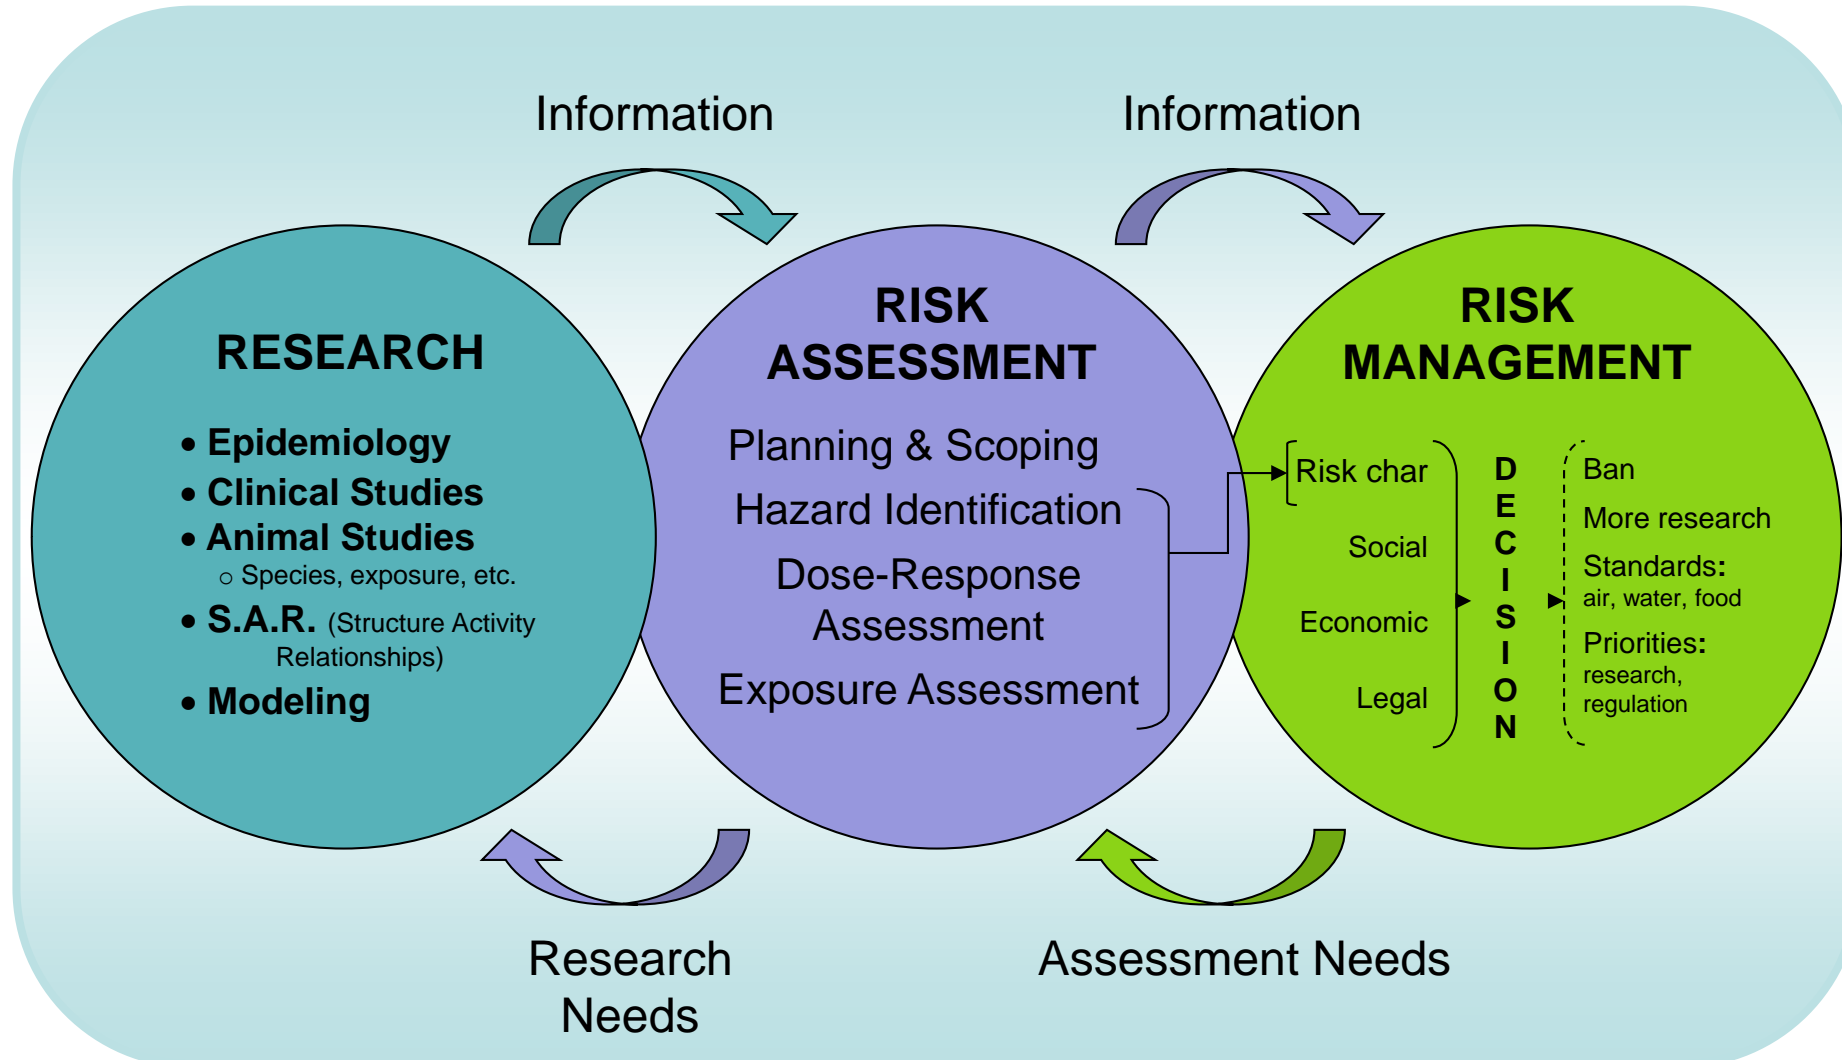 Information
Information
RESEARCH
• Epidemiology
• Clinical Studies
• Animal Studies
○ Species, exposure, etc.
• S.A.R. (Structure Activity
Relationships)
• Modeling
RISK
ASSESSMENT
Planning & Scoping
Hazard Identification
Dose-Response
Assessment
Exposure Assessment
RISK
MANAGEMENT
Risk char
Social
Economic
Legal
D
E
C
I
S
I
O
N
Ban
More research
Standards:
air, water, food
Priorities:
research,
regulation
Research
Needs
Assessment Needs